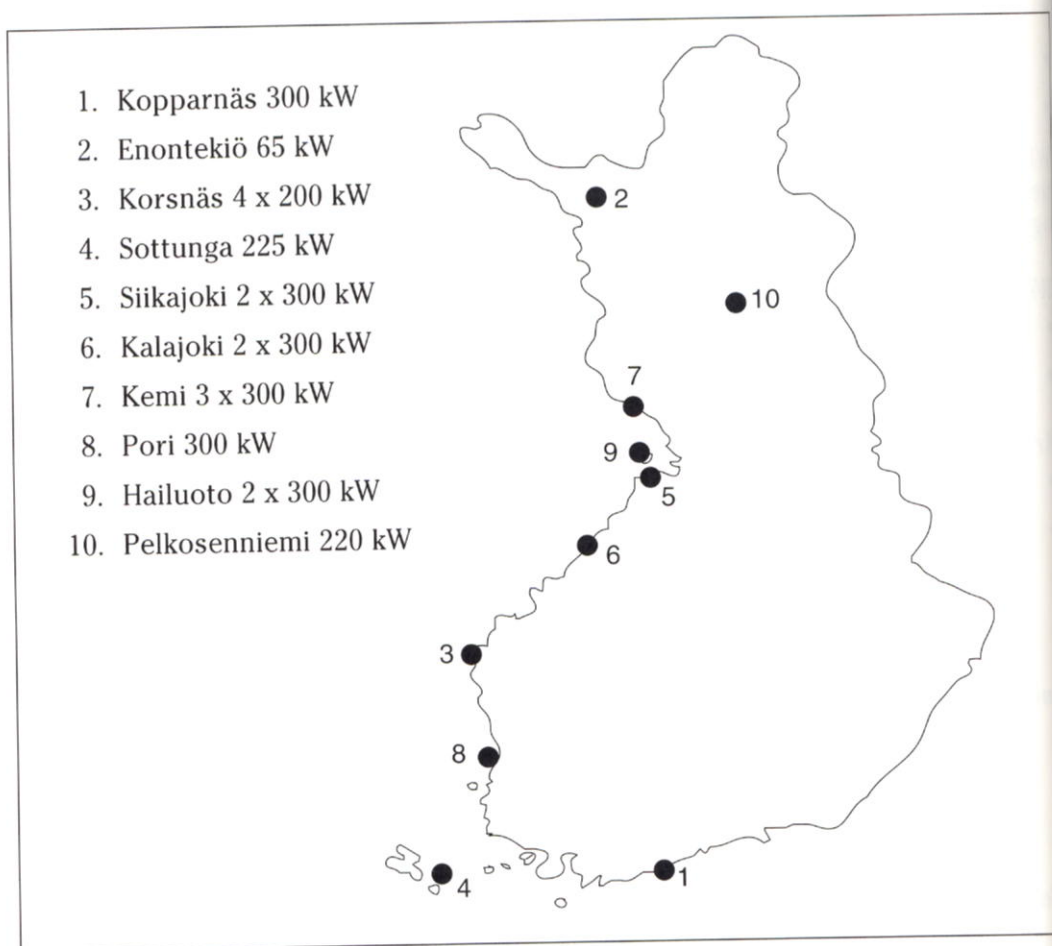 1. Kopparnäs 300 kW
2. Enontekiö 65 kW
3. Korsnäs 4 x 200 kW
4. Sottunga 225 kW
5. Siikajoki 2 x 300 kW
6. Kalajoki 2 x 300 kW
7. Kemi 3 x 300 kW
8. Pori 300 kW
9. Hailuoto 2 x 300 kW
10. Pelkosenniemi 220 kW
2
10
7
9
5
6
3
8
4
1